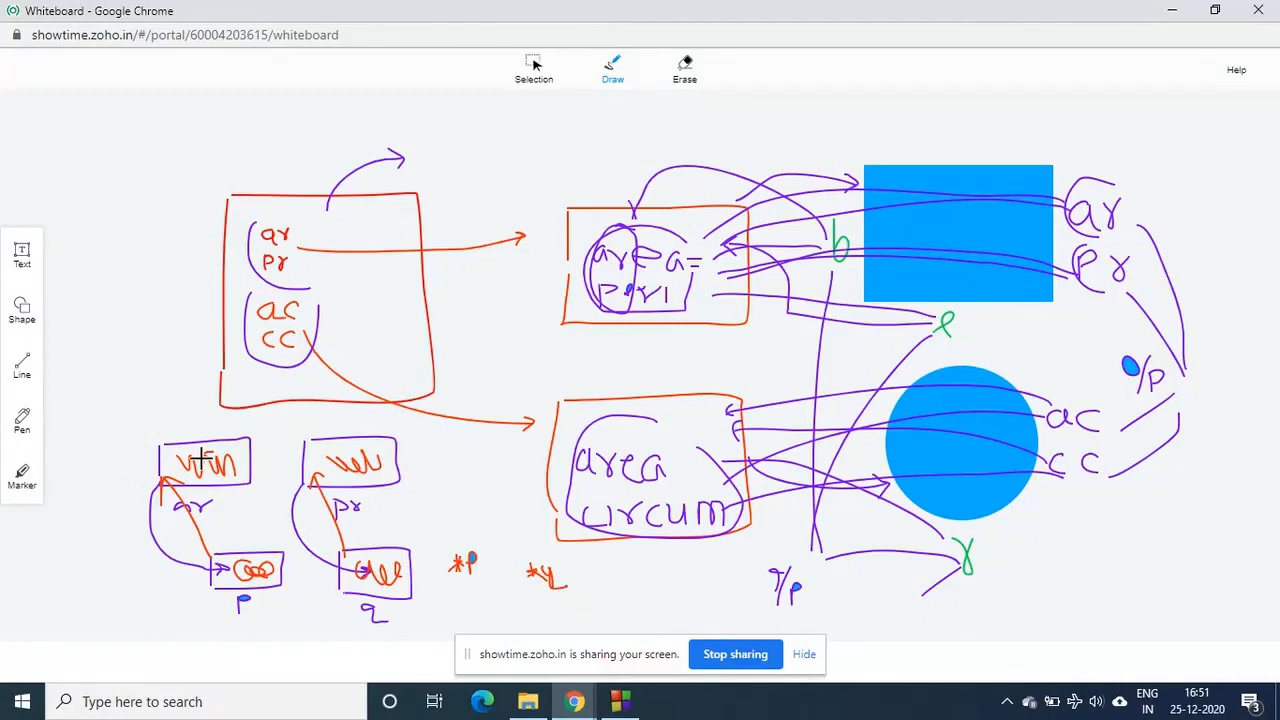 Whiteboard - Google Chrome
showtime.zoho.in/#/portal/60004203615/whiteboard
Selection
Draw
Erase
Help
Text
Shape
Line
Pen
Marker
ar
pr
ac
cc
area a=
peri
b
l
ar
pr
o/p
area
circum
ac
cc
r
i/p
ar
pr
p
q
*p
*q
showtime.zoho.in is sharing your screen.
Stop sharing
Hide
Type here to search
ENG
IN
16:51
25-12-2020
3